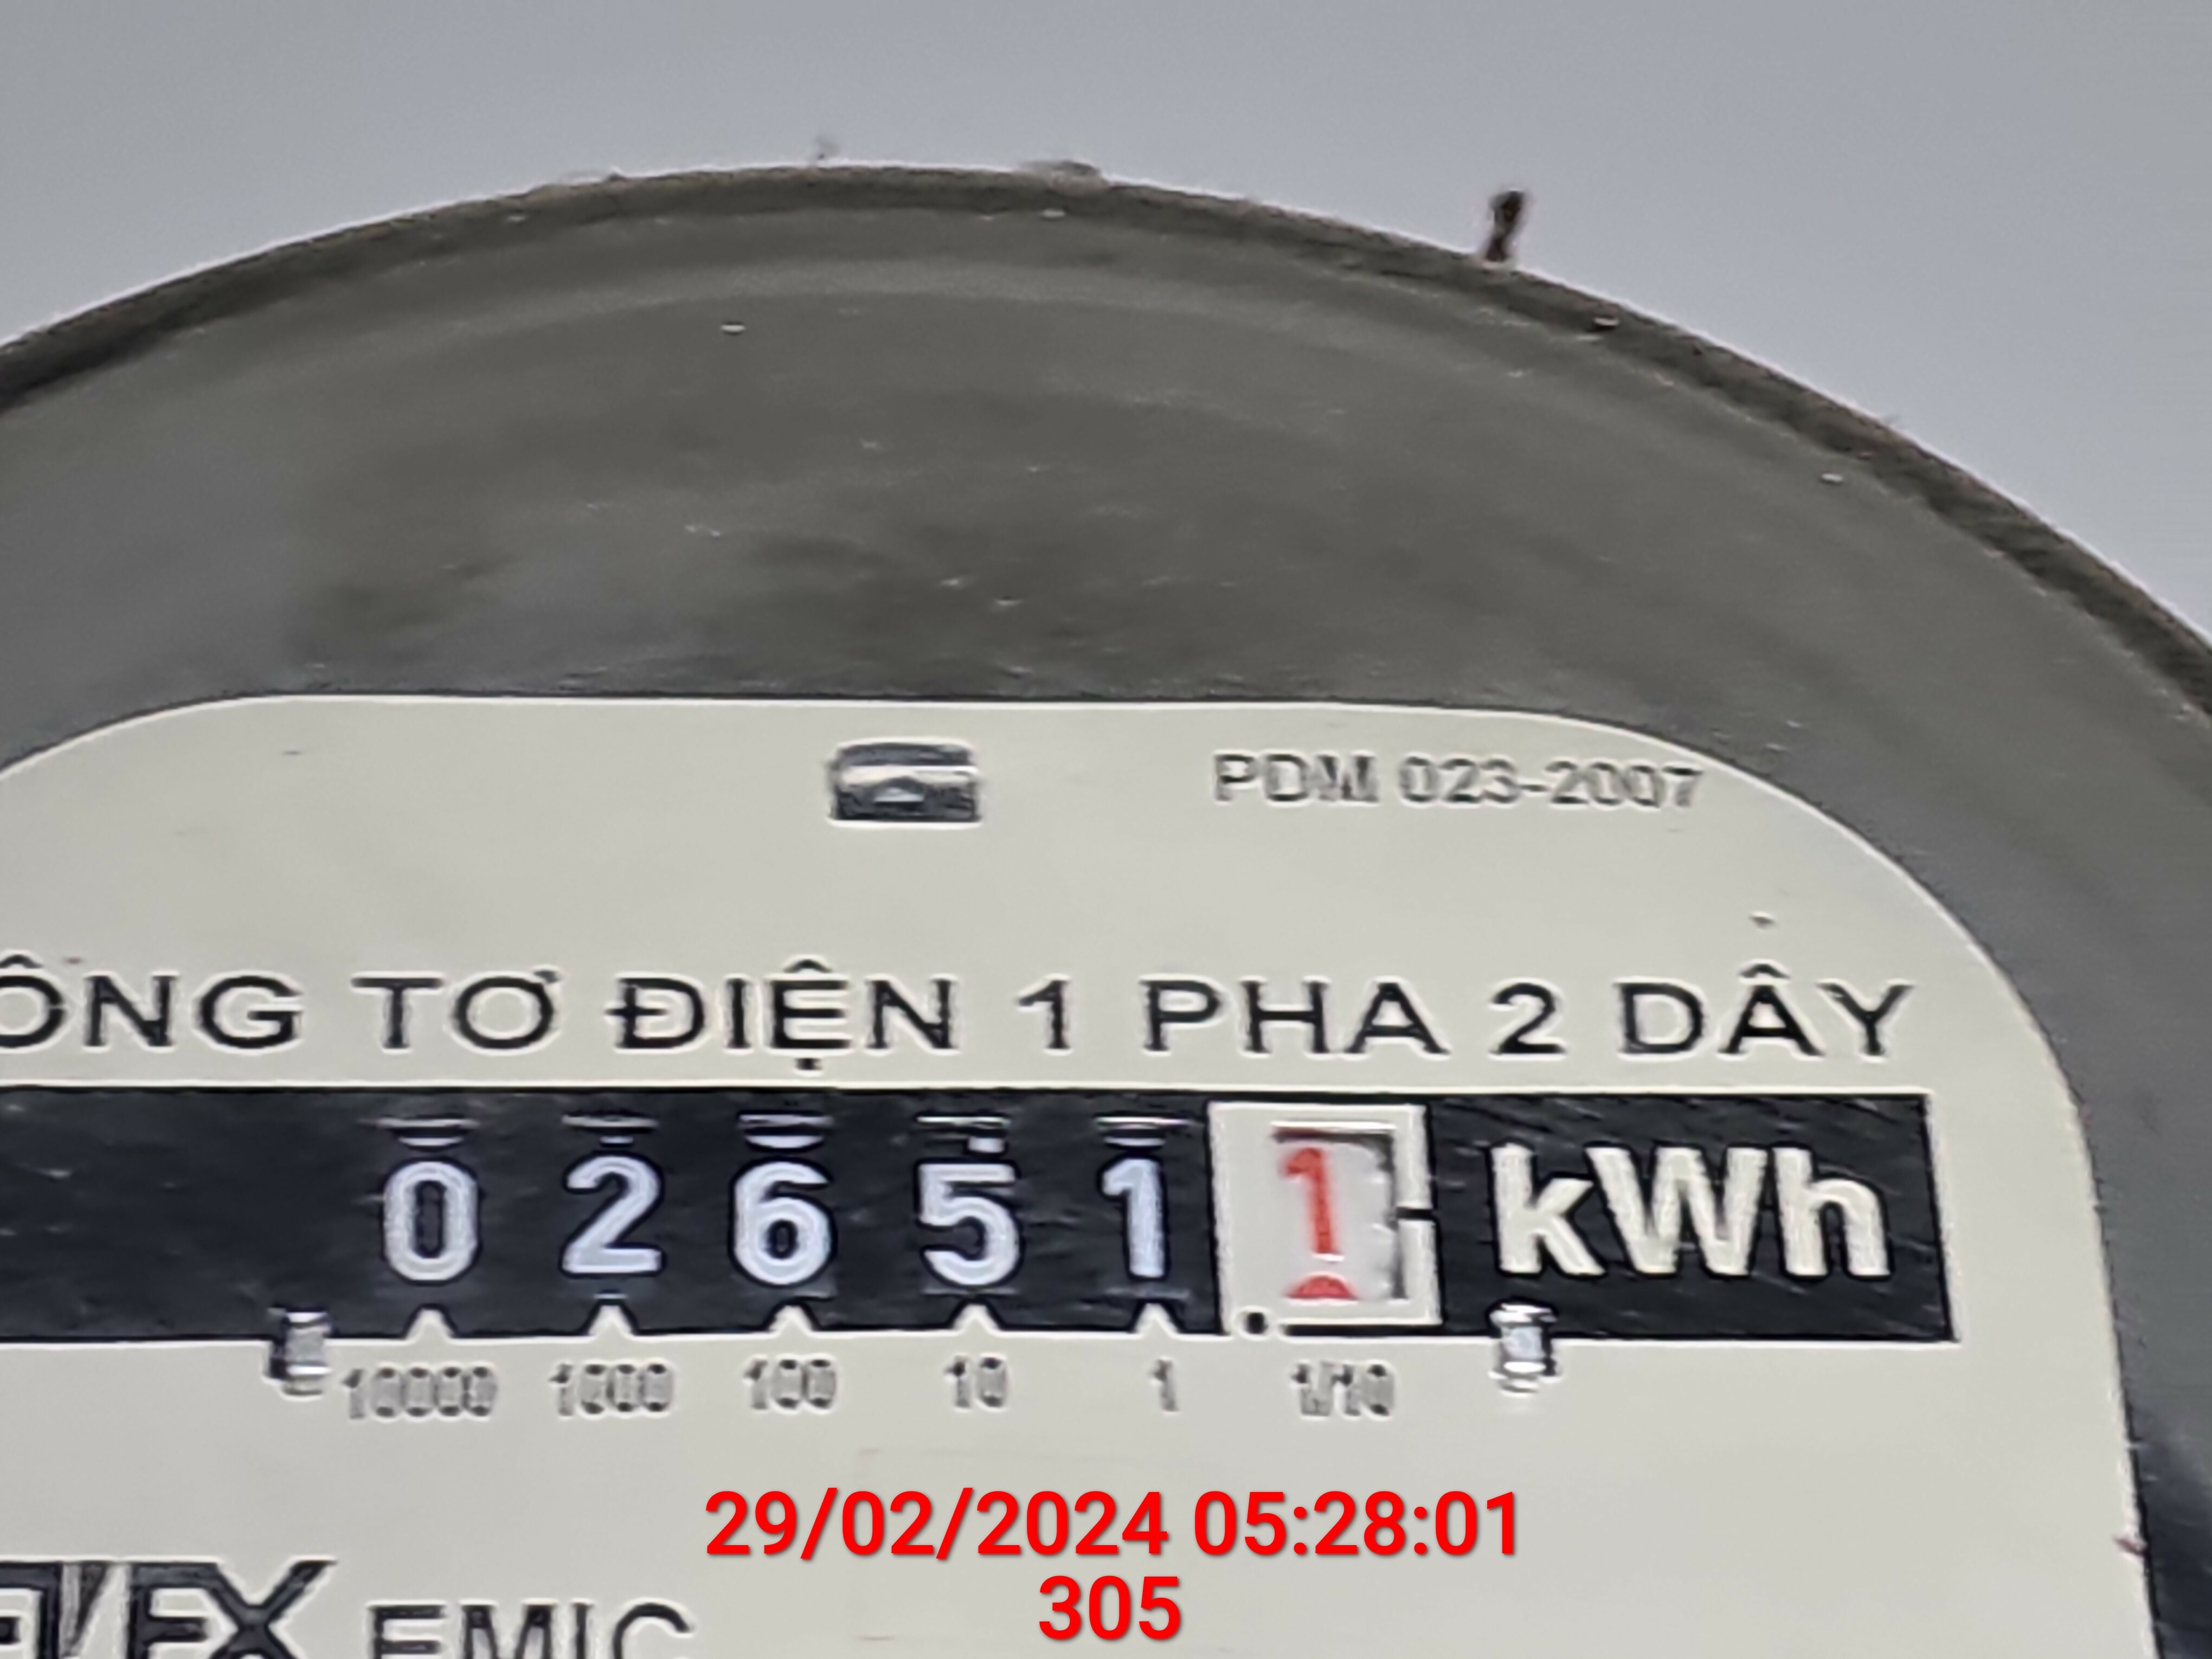 PDM 023-2007
ÔNG TƠ ĐIỆN 1 PHA 2 DÂY
0 2 6 5 1 1 kWh
10000 1000 100 10 1 1/10
29/02/2024 05:28:01
305
EMIC